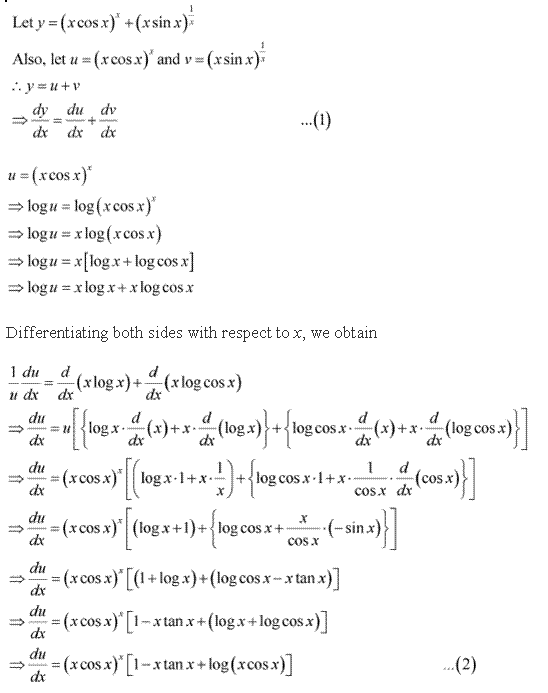 Let y = (x cos x)^x + (x sin x)^(1/x)
Also, let u = (x cos x)^x and v = (x sin x)^(1/x)
∴ y = u + v
⇒ dy/dx = du/dx + dv/dx ...(1)
u = (x cos x)^x
⇒ log u = log(x cos x)^x
⇒ log u = x log(x cos x)
⇒ log u = x[log x + log cos x]
⇒ log u = x log x + x log cos x
Differentiating both sides with respect to x, we obtain
1/u du/dx = d/dx(x log x) + d/dx(x log cos x)
⇒ du/dx = u[{log x · d/dx(x) + x · d/dx(log x)} + {log cos x · d/dx(x) + x · d/dx(log cos x)}]
⇒ du/dx = (x cos x)^x[(log x · 1 + x · 1/x) + {log cos x · 1 + x · 1/cos x · d/dx(cos x)}]
⇒ du/dx = (x cos x)^x[(log x + 1) + {log cos x + x/cos x · (−sin x)}]
⇒ du/dx = (x cos x)^x[(1 + log x) + (log cos x − x tan x)]
⇒ du/dx = (x cos x)^x[1 − x tan x + (log x + log cos x)]
⇒ du/dx = (x cos x)^x[1 − x tan x + log(x cos x)] ...(2)